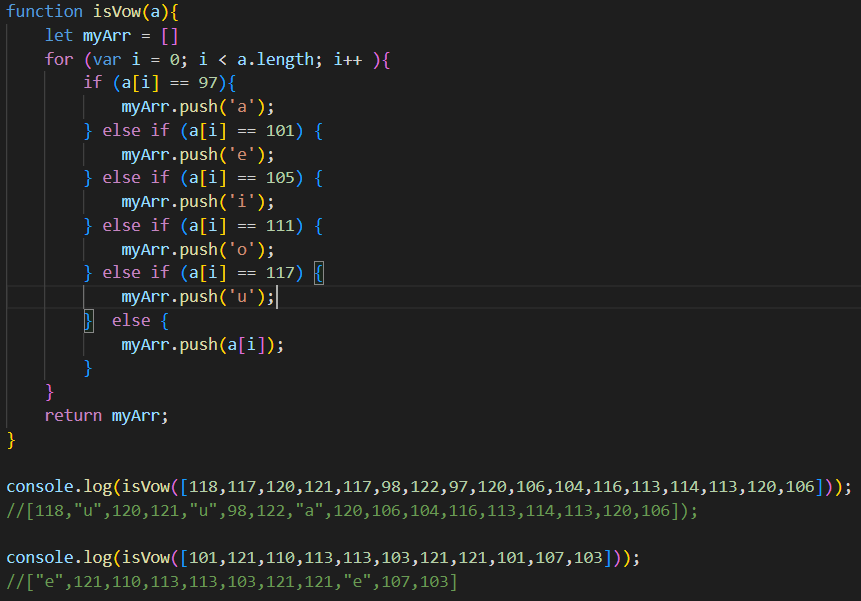 function isVow(a){
    let myArr = []
    for (var i = 0; i < a.length; i++ ){
        if (a[i] == 97){
            myArr.push('a');
        } else if (a[i] == 101) {
            myArr.push('e');
        } else if (a[i] == 105) {
            myArr.push('i');
        } else if (a[i] == 111) {
            myArr.push('o');
        } else if (a[i] == 117) {
            myArr.push('u');
        }  else {
            myArr.push(a[i]);
        }
    }
    return myArr;
}

console.log(isVow([118,117,120,121,117,98,122,97,120,106,104,116,113,114,113,120,106]));
//[118,"u",120,121,"u",98,122,"a",120,106,104,116,113,114,113,120,106]);

console.log(isVow([101,121,110,113,113,103,121,121,101,107,103]));
//["e",121,110,113,113,103,121,121,"e",107,103]